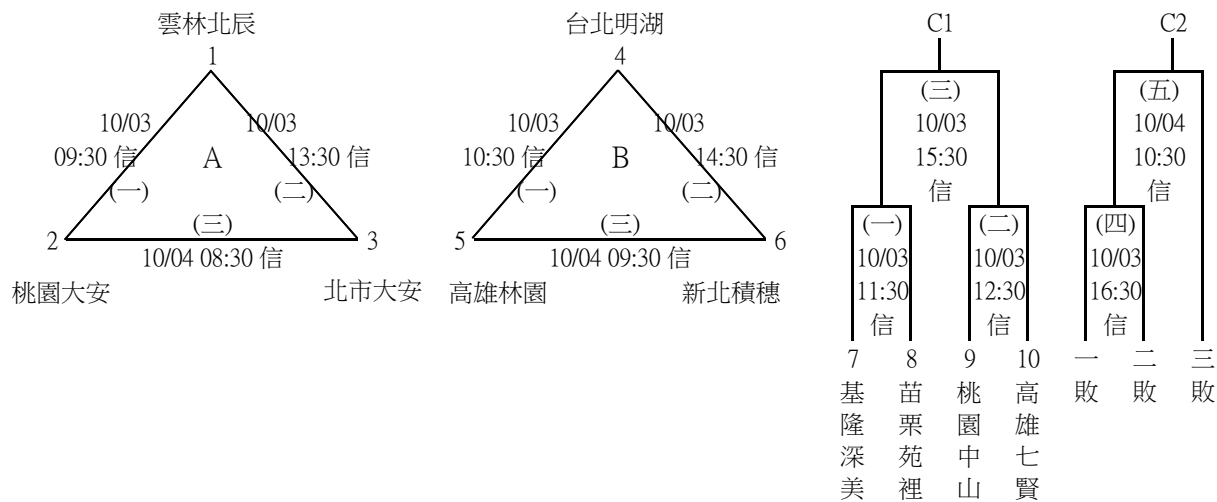 雲林北辰
1
10/03
09:30 信
(一)
10/03
13:30 信
(二)
A
(三)
10/04 08:30 信
2
3
桃園大安
北市大安
台北明湖
4
10/03
10:30 信
(一)
10/03
14:30 信
(二)
B
(三)
10/04 09:30 信
5
6
高雄林園
新北積穗
C1
(三)
10/03
15:30
信
(一)
10/03
11:30
信
(二)
10/03
12:30
信
7
基隆深美
8
苗栗苑裡
9
桃園中山
10
高雄七賢
C2
(五)
10/04
10:30
信
(四)
10/03
16:30
信
一敗
二敗
三敗